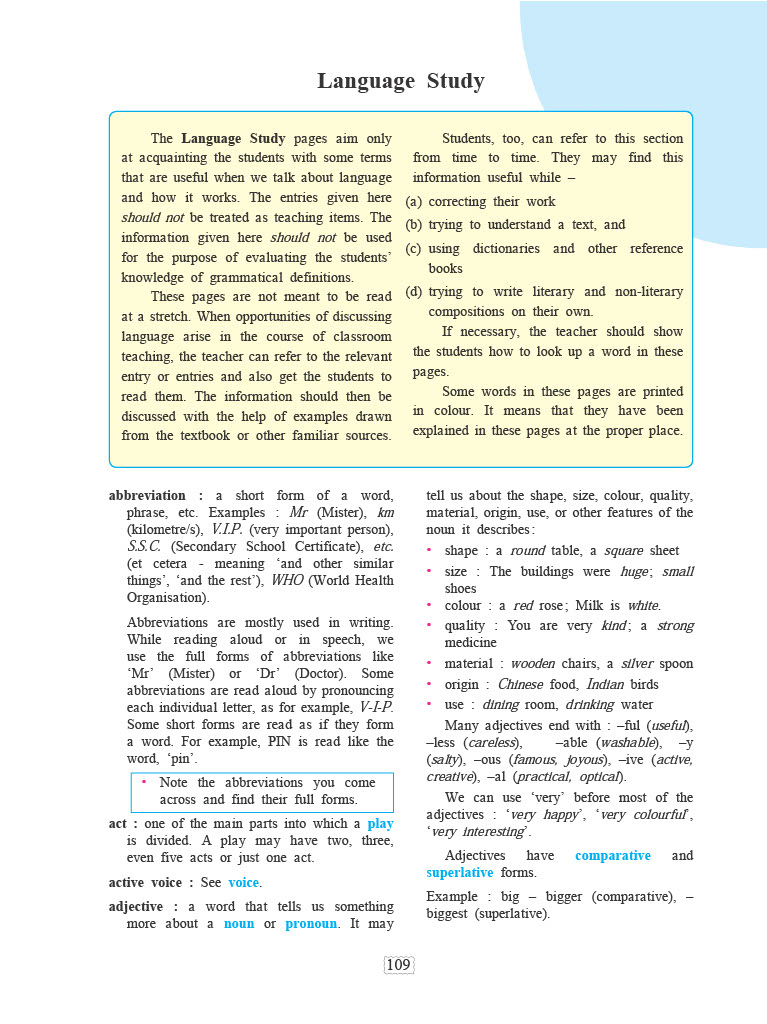 Language Study
The Language Study pages aim only
at acquainting the students with some terms
that are useful when we talk about language
and how it works. The entries given here
should not be treated as teaching items. The
information given here should not be used
for the purpose of evaluating the students’
knowledge of grammatical definitions.
These pages are not meant to be read
at a stretch. When opportunities of discussing
language arise in the course of classroom
teaching, the teacher can refer to the relevant
entry or entries and also get the students to
read them. The information should then be
discussed with the help of examples drawn
from the textbook or other familiar sources.
Students, too, can refer to this section
from time to time. They may find this
information useful while –
(a) correcting their work
(b) trying to understand a text, and
(c) using dictionaries and other reference
books
(d) trying to write literary and non-literary
compositions on their own.
If necessary, the teacher should show
the students how to look up a word in these
pages.
Some words in these pages are printed
in colour. It means that they have been
explained in these pages at the proper place.
abbreviation : a short form of a word,
phrase, etc. Examples : Mr (Mister), km
(kilometre/s), V.I.P. (very important person),
S.S.C. (Secondary School Certificate), etc.
(et cetera - meaning ‘and other similar
things’, ‘and the rest’), WHO (World Health
Organisation).
Abbreviations are mostly used in writing.
While reading aloud or in speech, we
use the full forms of abbreviations like
‘Mr’ (Mister) or ‘Dr’ (Doctor). Some
abbreviations are read aloud by pronouncing
each individual letter, as for example, V-I-P.
Some short forms are read as if they form
a word. For example, PIN is read like the
word, ‘pin’.
• Note the abbreviations you come
across and find their full forms.
act : one of the main parts into which a play
is divided. A play may have two, three,
even five acts or just one act.
active voice : See voice.
adjective : a word that tells us something
more about a noun or pronoun. It may
tell us about the shape, size, colour, quality,
material, origin, use, or other features of the
noun it describes :
• shape : a round table, a square sheet
• size : The buildings were huge; small
shoes
• colour : a red rose; Milk is white.
• quality : You are very kind; a strong
medicine
• material : wooden chairs, a silver spoon
• origin : Chinese food, Indian birds
• use : dining room, drinking water
Many adjectives end with : –ful (useful),
–less (careless), –able (washable), –y
(salty), –ous (famous, joyous), –ive (active,
creative), –al (practical, optical).
We can use ‘very’ before most of the
adjectives : ‘very happy’, ‘very colourful’,
‘very interesting’.
Adjectives have comparative and
superlative forms.
Example : big – bigger (comparative), –
biggest (superlative).
109